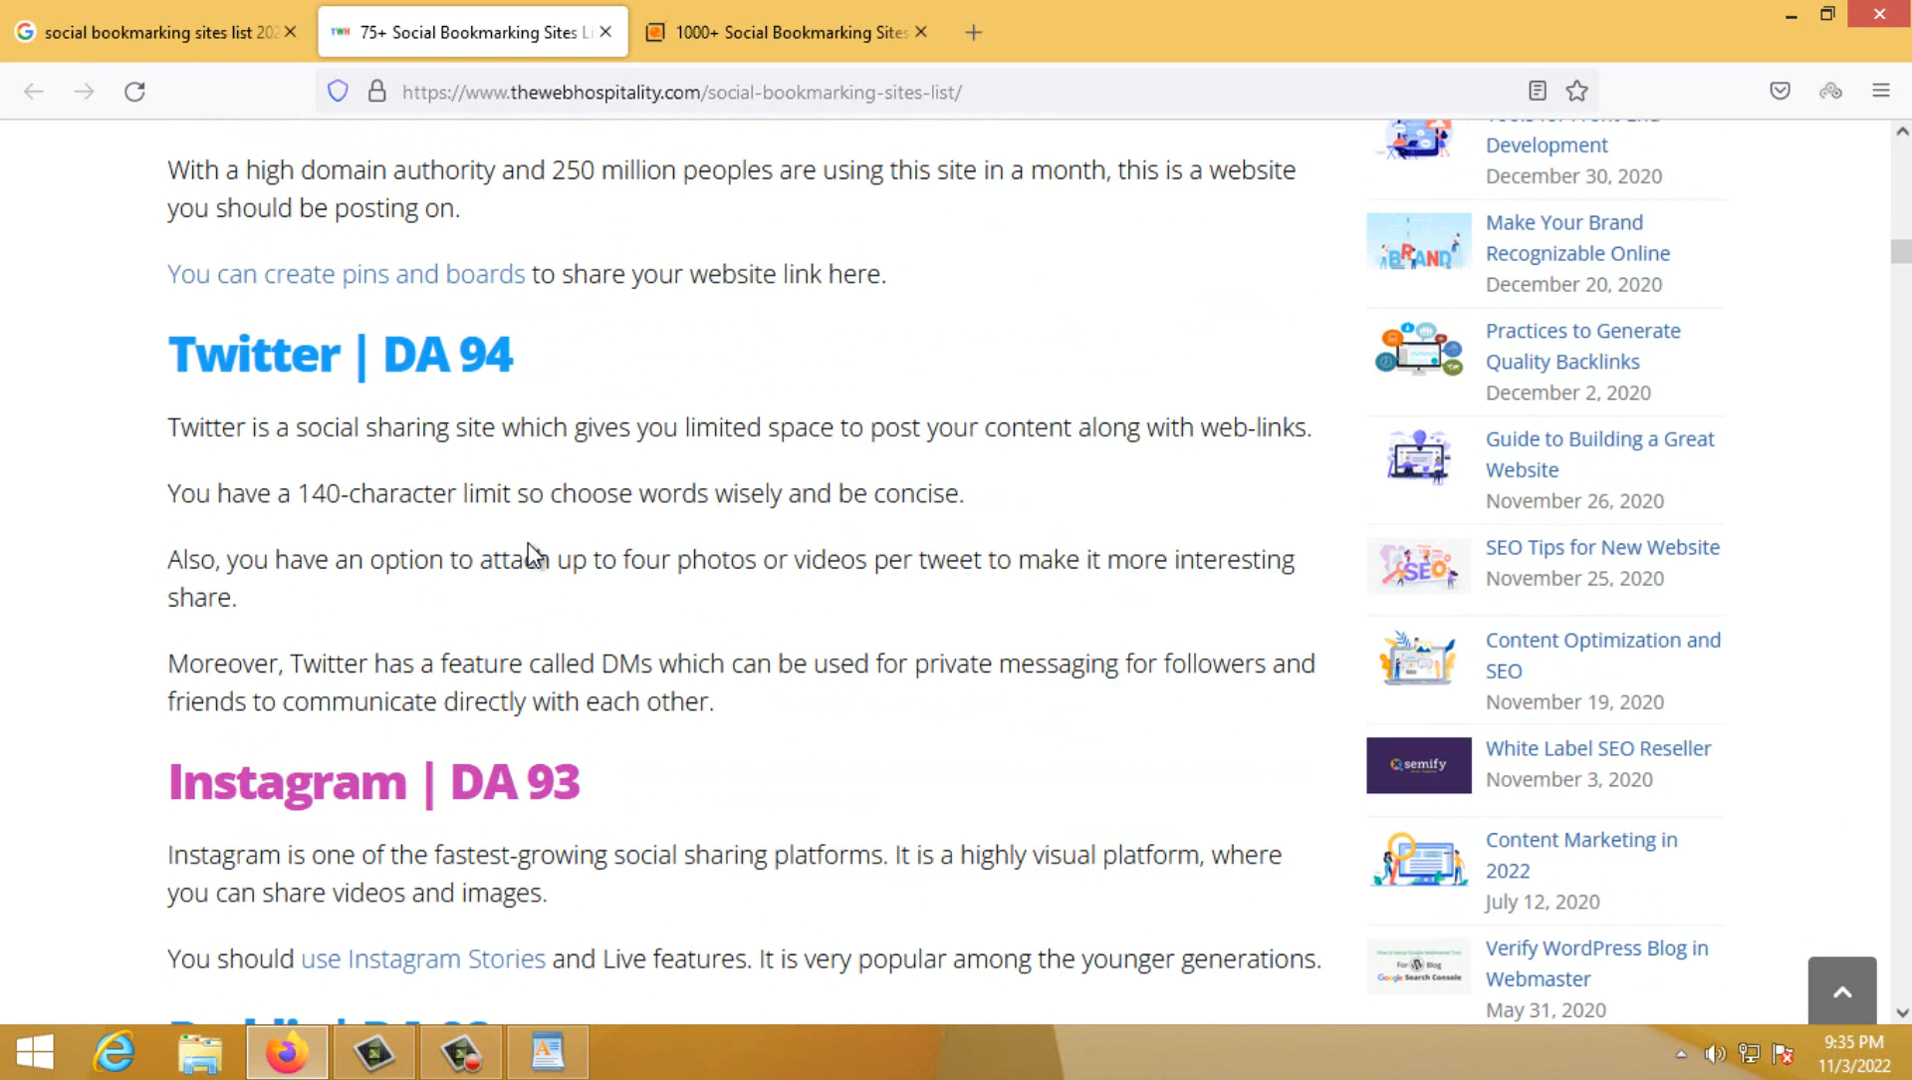 social bookmarking sites list 202
75+ Social Bookmarking Sites Li
1000+ Social Bookmarking Sites
https://www.thewebhospitality.com/social-bookmarking-sites-list/
With a high domain authority and 250 million peoples are using this site in a month, this is a website
you should be posting on.
You can create pins and boards to share your website link here.
Twitter | DA 94
Twitter is a social sharing site which gives you limited space to post your content along with web-links.
You have a 140-character limit so choose words wisely and be concise.
Also, you have an option to attach up to four photos or videos per tweet to make it more interesting
share.
Moreover, Twitter has a feature called DMs which can be used for private messaging for followers and
friends to communicate directly with each other.
Instagram | DA 93
Instagram is one of the fastest-growing social sharing platforms. It is a highly visual platform, where
you can share videos and images.
You should use Instagram Stories and Live features. It is very popular among the younger generations.
Development
December 30, 2020
BRAND
Make Your Brand
Recognizable Online
December 20, 2020
Practices to Generate
Quality Backlinks
December 2, 2020
Guide to Building a Great
Website
November 26, 2020
SEO
SEO Tips for New Website
November 25, 2020
Content Optimization and
SEO
November 19, 2020
semify
White Label SEO Reseller
November 3, 2020
Content Marketing in
2022
July 12, 2020
For Blog
Google Search Console
Verify WordPress Blog in
Webmaster
May 31, 2020
9:35 PM
11/3/2022